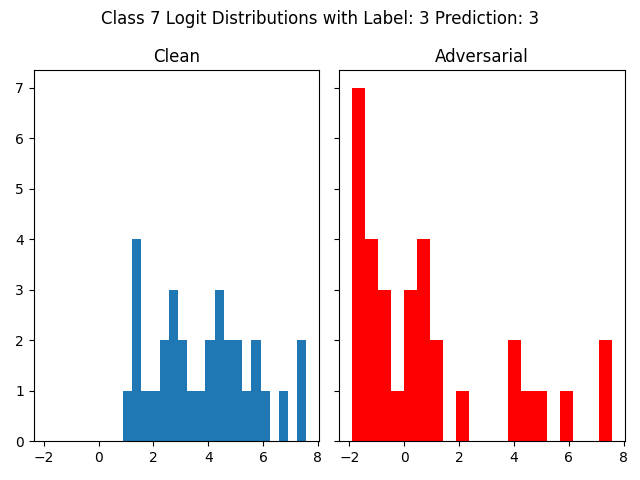 Class 7 Logit Distributions with Label: 3 Prediction: 3
Clean
Adversarial
7
6
5
4
3
2
1
0
−2 0 2 4 6 8
−2 0 2 4 6 8